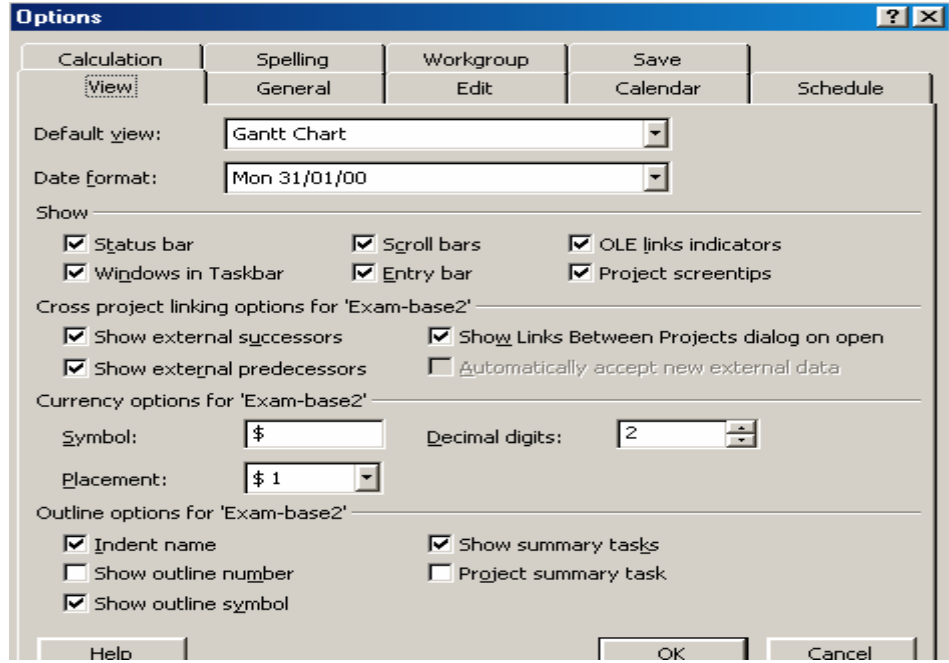 Options
Calculation Spelling Workgroup Save
View General Edit Calendar Schedule
Default view: Gantt Chart
Date format: Mon 31/01/00
Show
Status bar Scroll bars OLE links indicators
Windows in Taskbar Entry bar Project screentips
Cross project linking options for 'Exam-base2'
Show external successors Show Links Between Projects dialog on open
Show external predecessors Automatically accept new external data
Currency options for 'Exam-base2'
Symbol: $ Decimal digits: 2
Placement: $ 1
Outline options for 'Exam-base2'
Indent name Show summary tasks
Show outline number Project summary task
Show outline symbol
Help OK Cancel